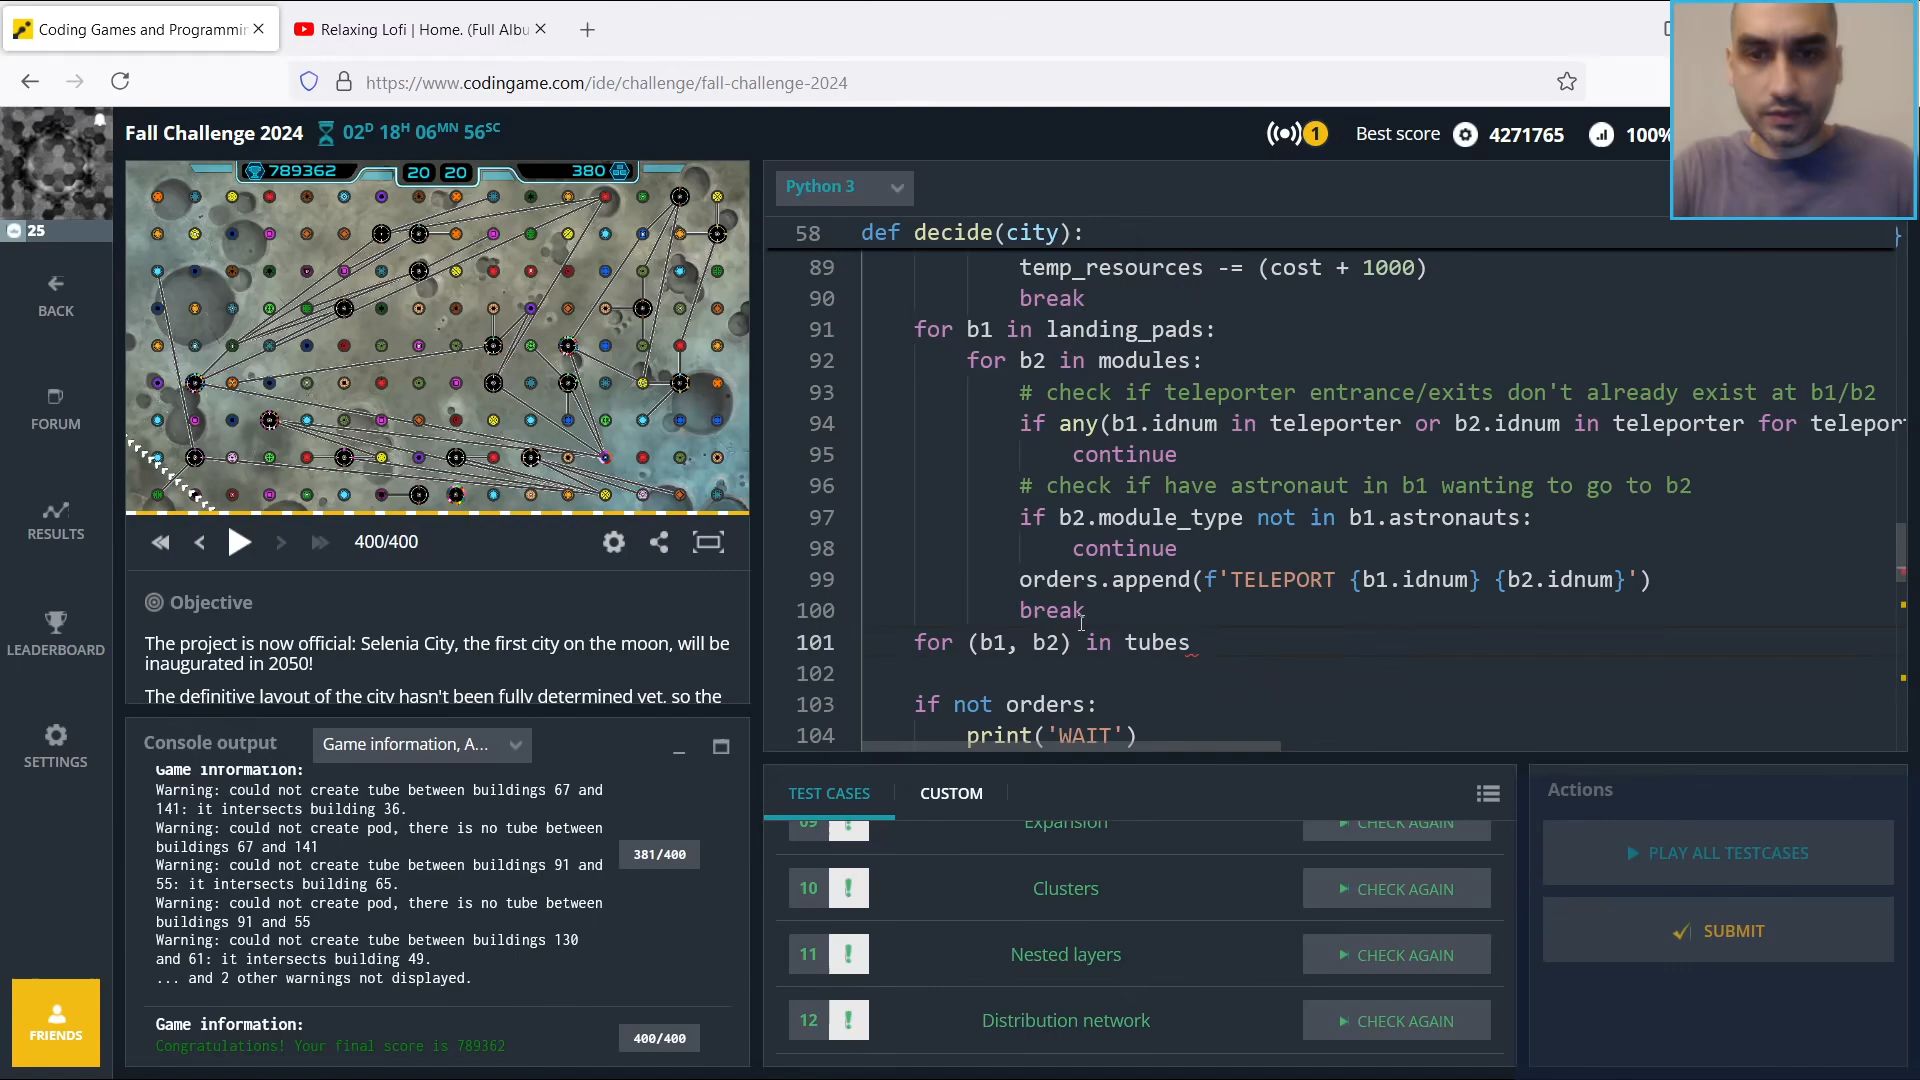 Coding Games and Programmin
Relaxing Lofi | Home. (Full Albu
https://www.codingame.com/ide/challenge/fall-challenge-2024
Fall Challenge 2024
02D 18H 06MN 56SC
1
Best score
4271765
100%
25
BACK
FORUM
RESULTS
LEADERBOARD
SETTINGS
FRIENDS
789362
20 20
380
400/400
Objective
The project is now official: Selenia City, the first city on the moon, will be
inaugurated in 2050!
The definitive layout of the city hasn't been fully determined yet, so the
Console output
Game information, A...
Game information:
Warning: could not create tube between buildings 67 and
141: it intersects building 36.
Warning: could not create pod, there is no tube between
buildings 67 and 141
Warning: could not create tube between buildings 91 and
55: it intersects building 65.
Warning: could not create pod, there is no tube between
buildings 91 and 55
Warning: could not create tube between buildings 130
and 61: it intersects building 49.
... and 2 other warnings not displayed.
381/400
Game information:
Congratulations! Your final score is 789362
400/400
Python 3
58 def decide(city):
89 temp_resources -= (cost + 1000)
90 break
91 for b1 in landing_pads:
92 for b2 in modules:
93 # check if teleporter entrance/exits don't already exist at b1/b2
94 if any(b1.idnum in teleporter or b2.idnum in teleporter for telepor
95 continue
96 # check if have astronaut in b1 wanting to go to b2
97 if b2.module_type not in b1.astronauts:
98 continue
99 orders.append(f'TELEPORT {b1.idnum} {b2.idnum}')
100 break
101 for (b1, b2) in tubes
102
103 if not orders:
104 print('WAIT')
TEST CASES
CUSTOM
09 ! Expansion CHECK AGAIN
10 ! Clusters CHECK AGAIN
11 ! Nested layers CHECK AGAIN
12 ! Distribution network CHECK AGAIN
Actions
PLAY ALL TESTCASES
SUBMIT